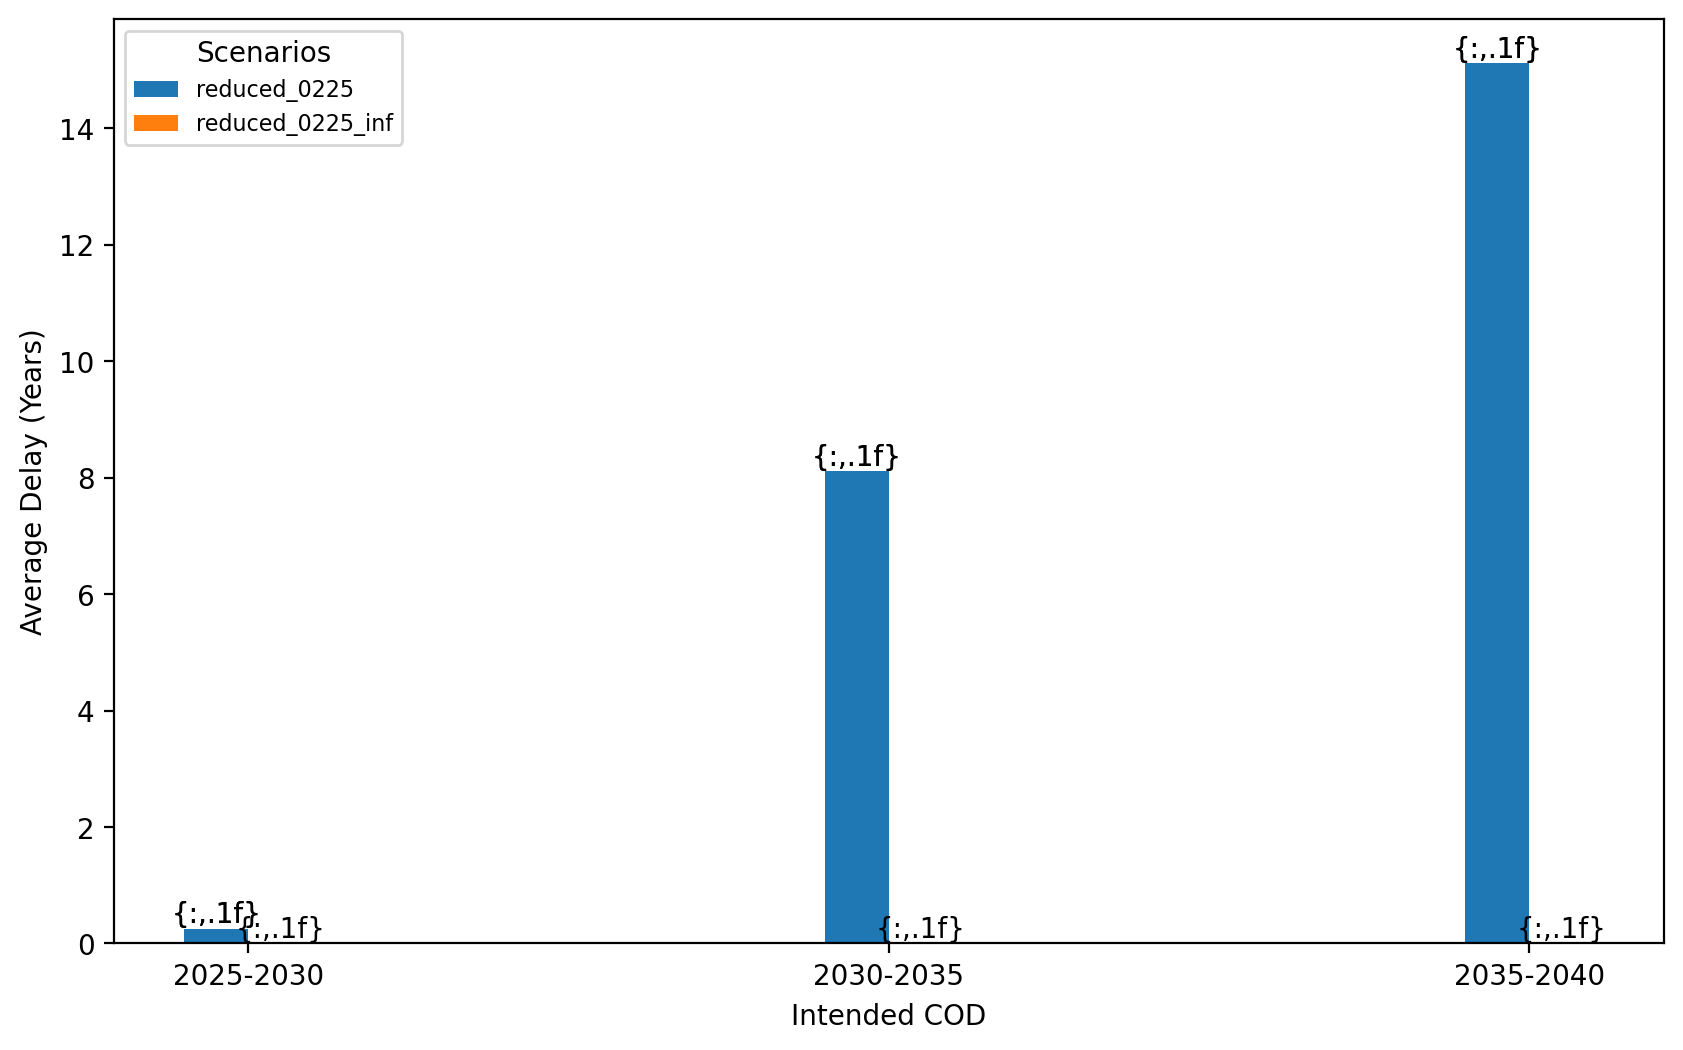 Scenarios
reduced_0225
reduced_0225_inf
{:,.1f}
{:,.1f}
{:,.1f}
{:,.1f}
{:,.1f}
{:,.1f}
14
12
10
8
6
4
2
0
Average Delay (Years)
2025-2030
2030-2035
2035-2040
Intended COD